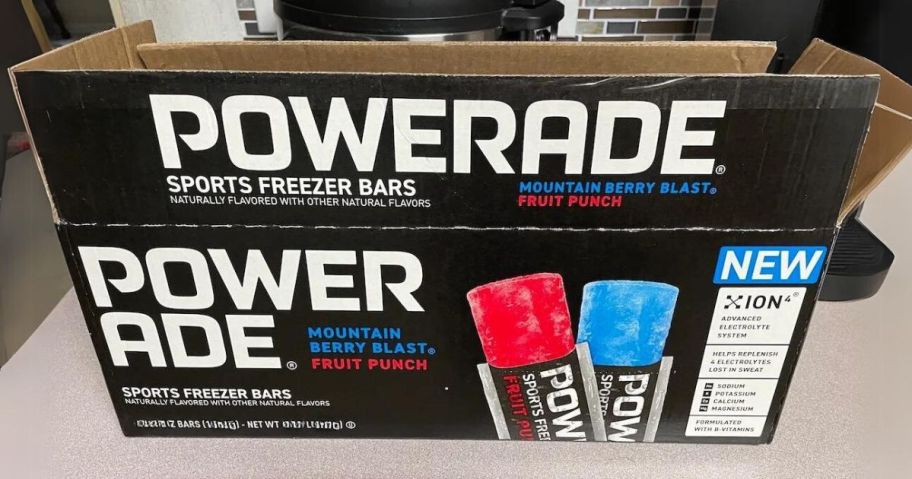 POWERADE®
SPORTS FREEZER BARS
NATURALLY FLAVORED WITH OTHER NATURAL FLAVORS
MOUNTAIN BERRY BLAST®
FRUIT PUNCH
POWER
ADE®
MOUNTAIN
BERRY BLAST®
FRUIT PUNCH
SPORTS FREEZER BARS
NATURALLY FLAVORED WITH OTHER NATURAL FLAVORS
BARS
NET WT
POW
SPORTS FREE
FRUIT PU
POW
SPORTS
NEW
ION4®
ADVANCED
ELECTROLYTE
SYSTEM
HELPS REPLENISH
4 ELECTROLYTES
LOST IN SWEAT
SODIUM
POTASSIUM
CALCIUM
MAGNESIUM
FORMULATED
WITH B-VITAMINS